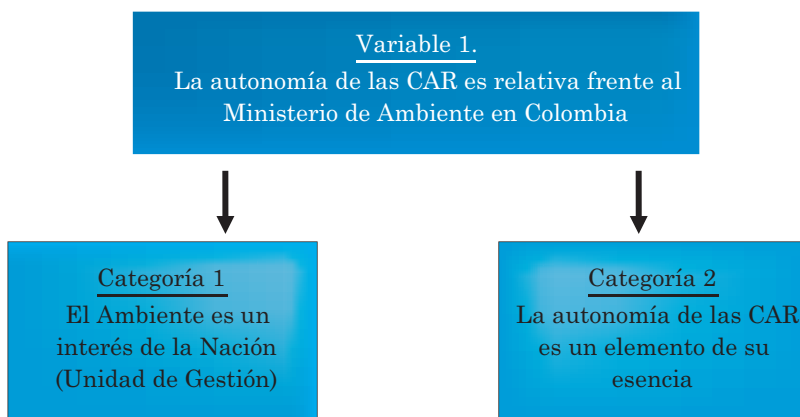 Variable 1.
La autonomía de las CAR es relativa frente al
Ministerio de Ambiente en Colombia
Categoría 1
El Ambiente es un
interés de la Nación
(Unidad de Gestión)
Categoría 2
La autonomía de las CAR
es un elemento de su
esencia